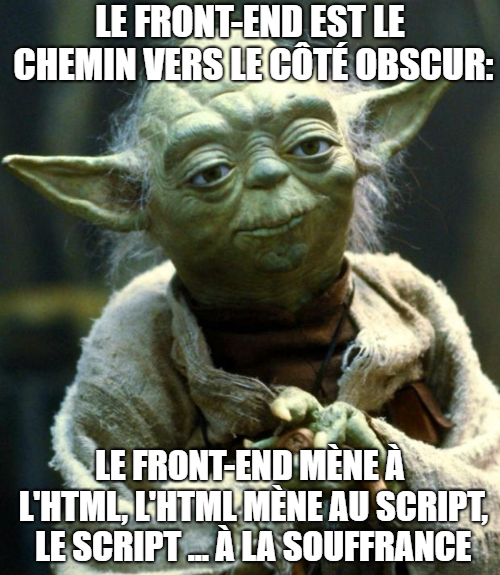 LE FRONT-END EST LE
CHEMIN VERS LE CÔTÉ OBSCUR:
LE FRONT-END MÈNE À
L'HTML, L'HTML MÈNE AU SCRIPT,
LE SCRIPT ... À LA SOUFFRANCE